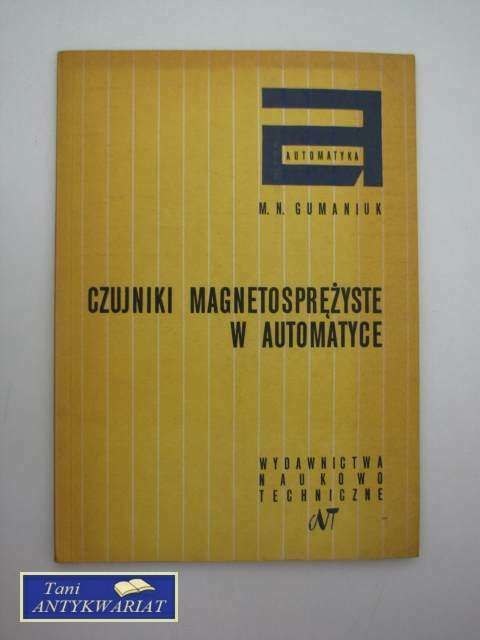 a
AUTOMATYKA
M. N. GUMANIUK
CZUJNIKI MAGNETOSPRĘŻYSTE
W AUTOMATYCE
WYDAWNICTWA
NAUKOWO
TECHNICZNE
WNT
Tani
ANTYKWARIAT